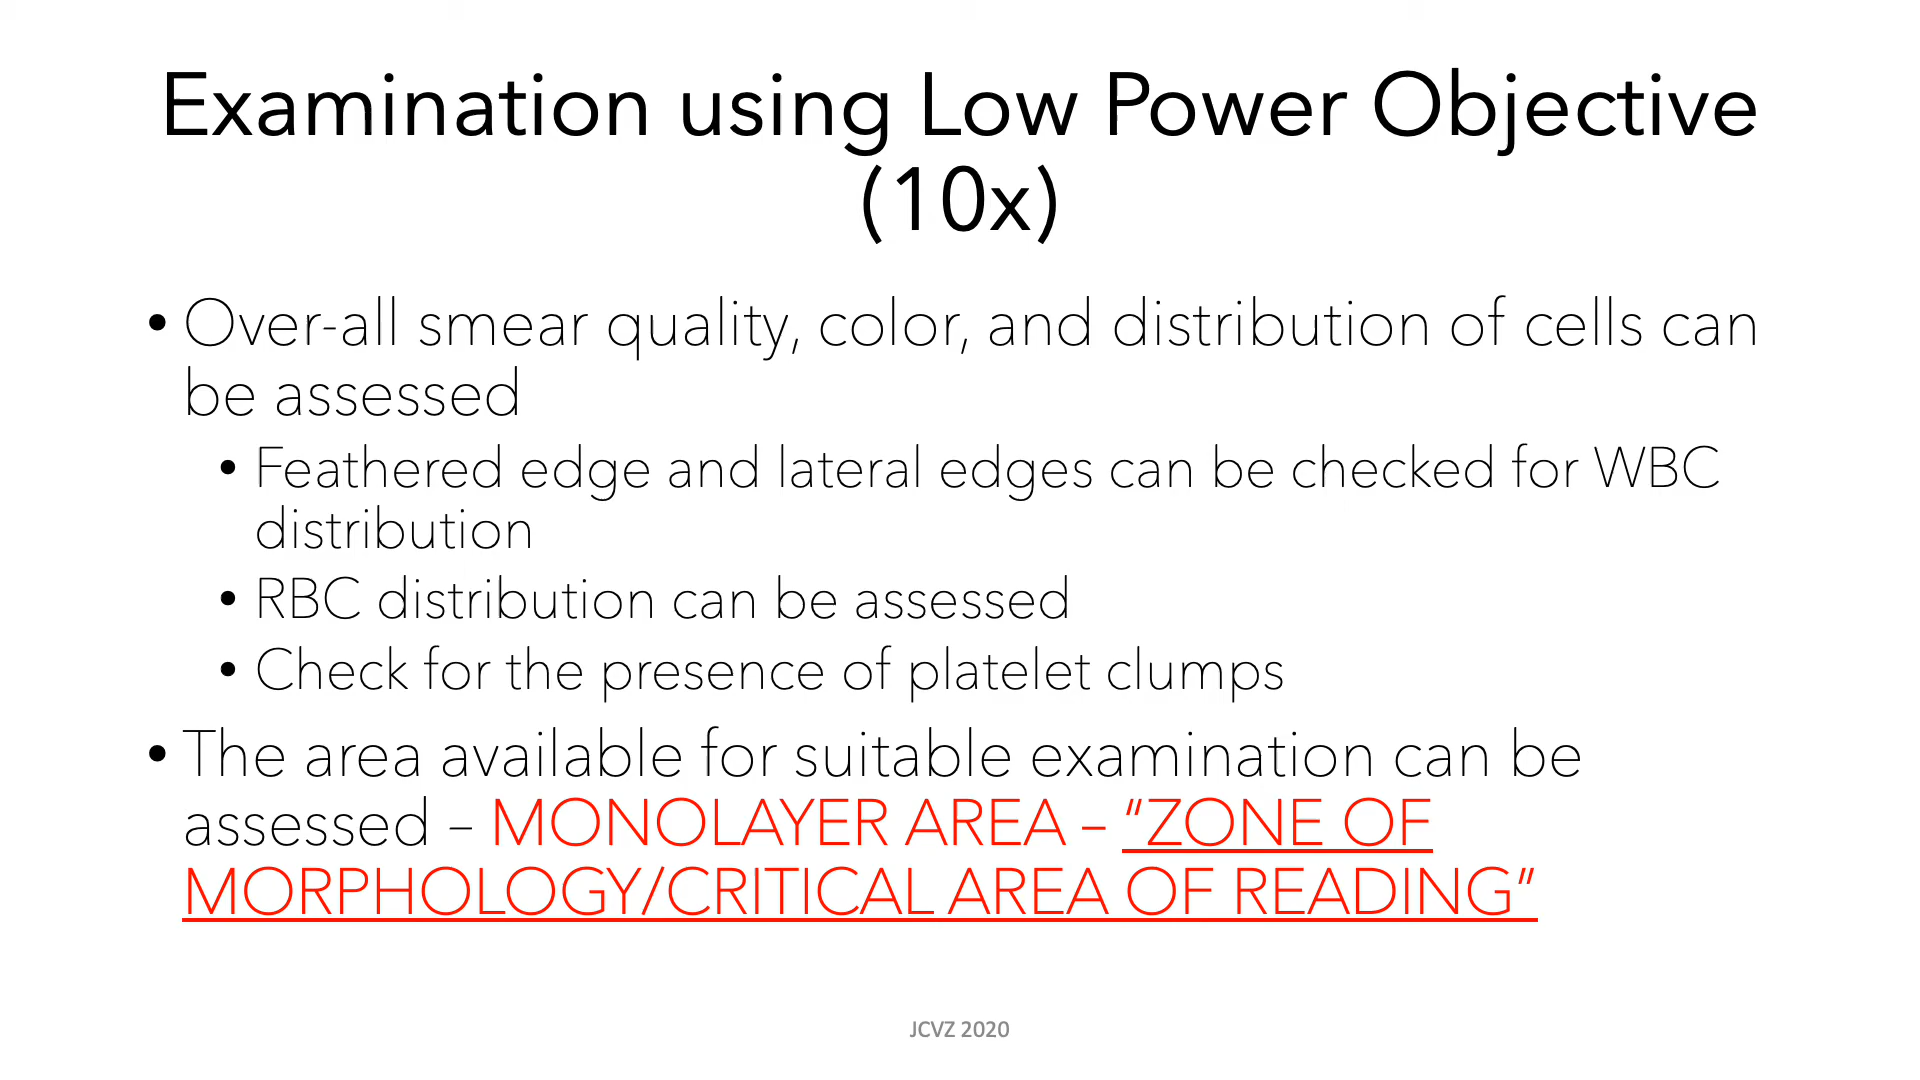 Examination using Low Power Objective
(10x)
• Over-all smear quality, color, and distribution of cells can
be assessed
• Feathered edge and lateral edges can be checked for WBC
distribution
• RBC distribution can be assessed
• Check for the presence of platelet clumps
• The area available for suitable examination can be
assessed – MONOLAYER AREA – “ZONE OF
MORPHOLOGY/CRITICAL AREA OF READING”
JCVZ 2020